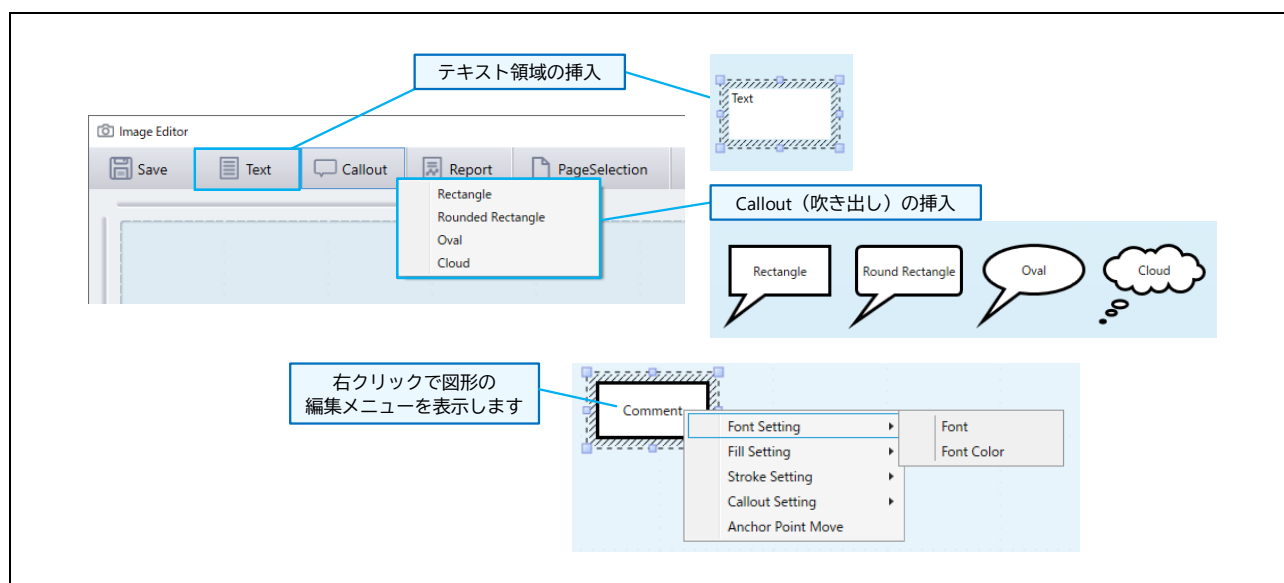 テキスト領域の挿入
Text
Image Editor
Save Text Callout Report PageSelection
Rectangle
Rounded Rectangle
Oval
Cloud
Callout（吹き出し）の挿入
Rectangle Round Rectangle Oval Cloud
右クリックで図形の
編集メニューを表示します
Comment
Font Setting
Fill Setting
Stroke Setting
Callout Setting
Anchor Point Move
Font
Font Color